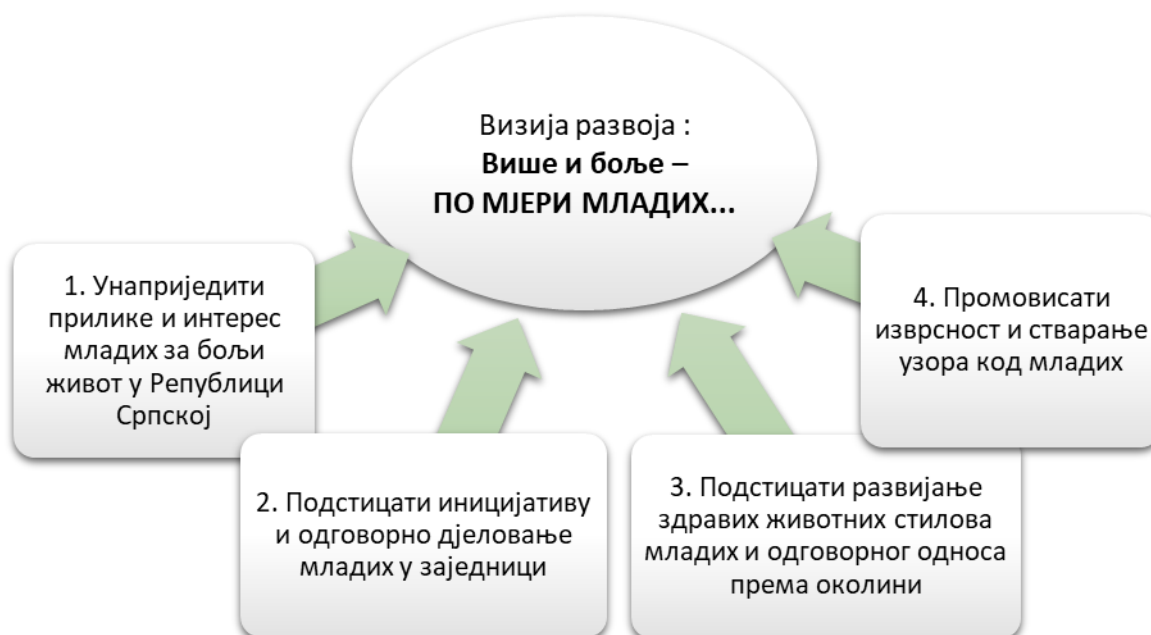 Визија развоја :
Више и боље –
ПО МЈЕРИ МЛАДИХ...
1. Унаприједити
прилике и интерес
младих за бољи
живот у Републици
Српској
2. Подстицати иницијативу
и одговорно дјеловање
младих у заједници
3. Подстицати развијање
здравих животних стилова
младих и одговорног односа
према околини
4. Промовисати
изврсност и стварање
узора код младих